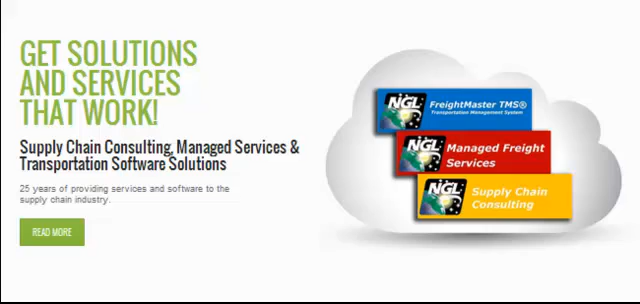 GET SOLUTIONS
AND SERVICES
THAT WORK!
Supply Chain Consulting, Managed Services &
Transportation Software Solutions
25 years of providing services and software to the
supply chain industry.
READ MORE
NGL FreightMaster TMS®
Transportation Management System
NGL Managed Freight
Services
NGL Supply Chain
Consulting